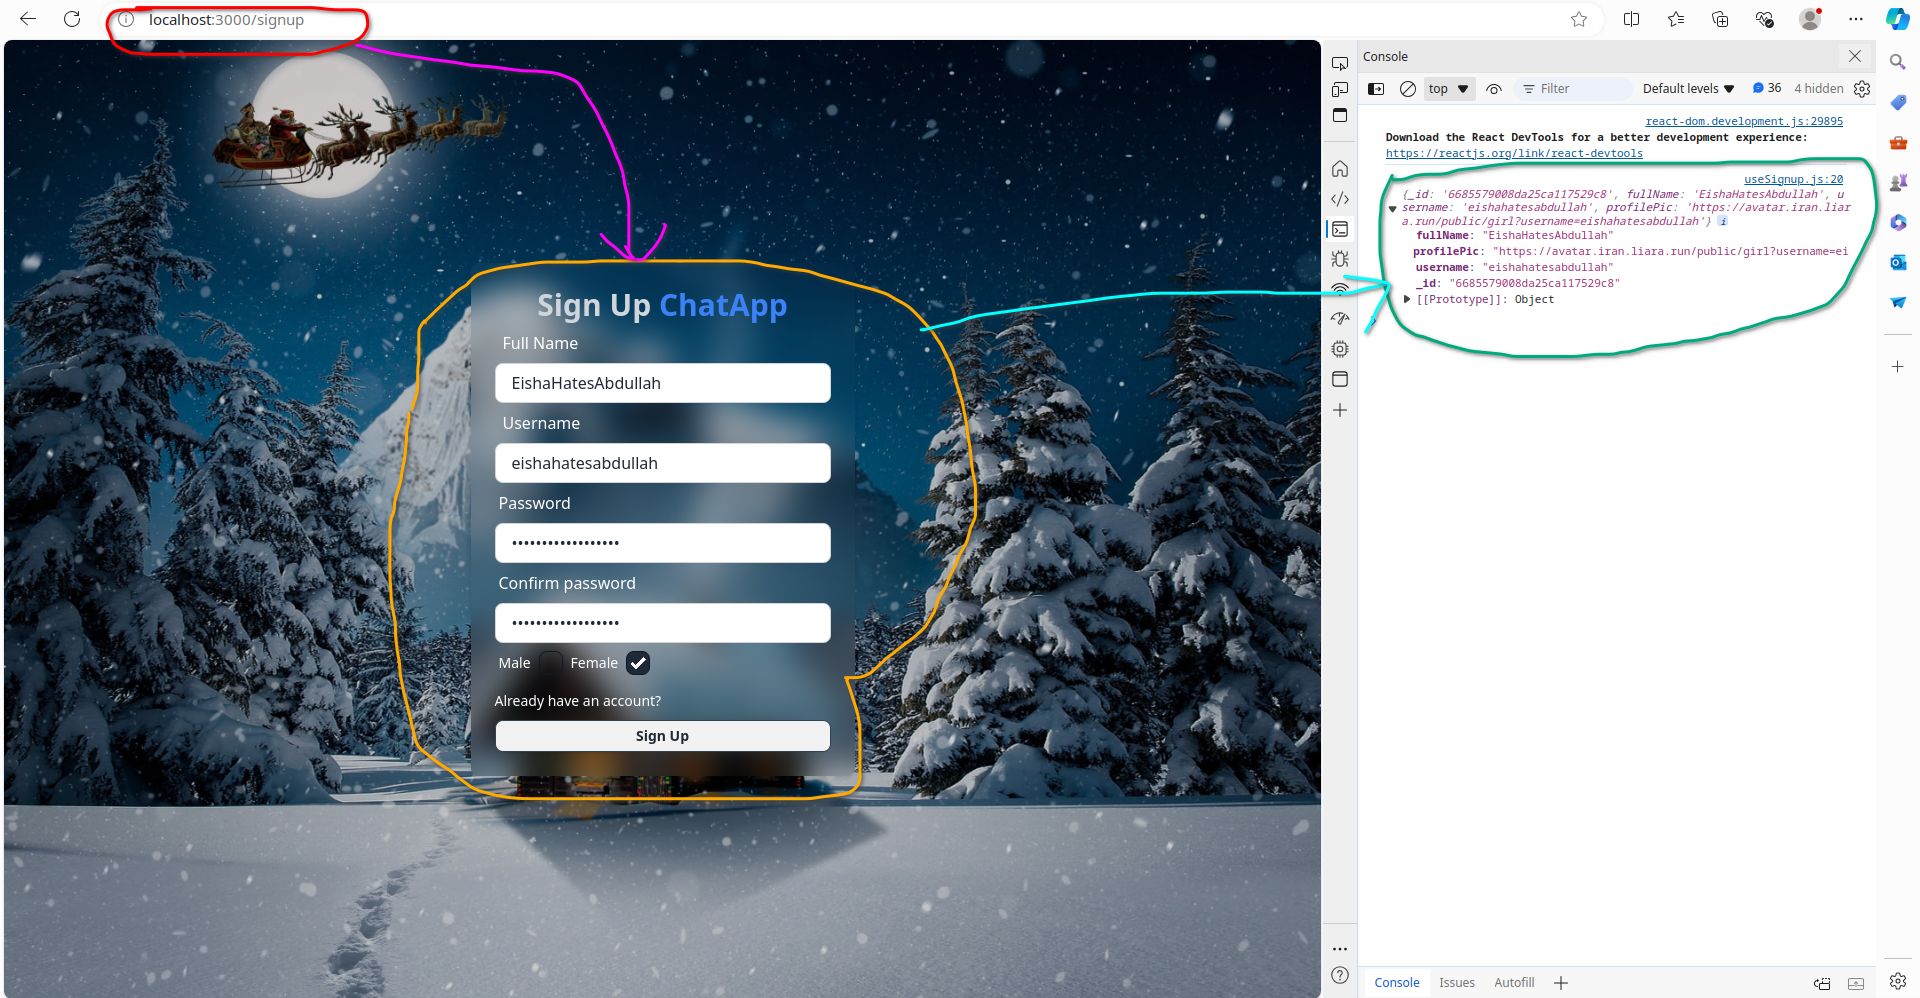 localhost:3000/signup
Sign Up ChatApp
Full Name
EishaHatesAbdullah
Username
eishahatesabdullah
Password
••••••••••••••••••
Confirm password
••••••••••••••••••
Male Female
Already have an account?
Sign Up
Console
top Filter Default levels 36 4 hidden
react-dom.development.js:29895
Download the React DevTools for a better development experience:
https://reactjs.org/link/react-devtools
useSignup.js:20
{_id: '6685579008da25ca117529c8', fullName: 'EishaHatesAbdullah', u
sername: 'eishahatesabdullah', profilePic: 'https://avatar.iran.liar
a.run/public/girl?username=eishahatesabdullah'} i
fullName: "EishaHatesAbdullah"
profilePic: "https://avatar.iran.liara.run/public/girl?username=ei
username: "eishahatesabdullah"
_id: "6685579008da25ca117529c8"
[[Prototype]]: Object
Console Issues Autofill